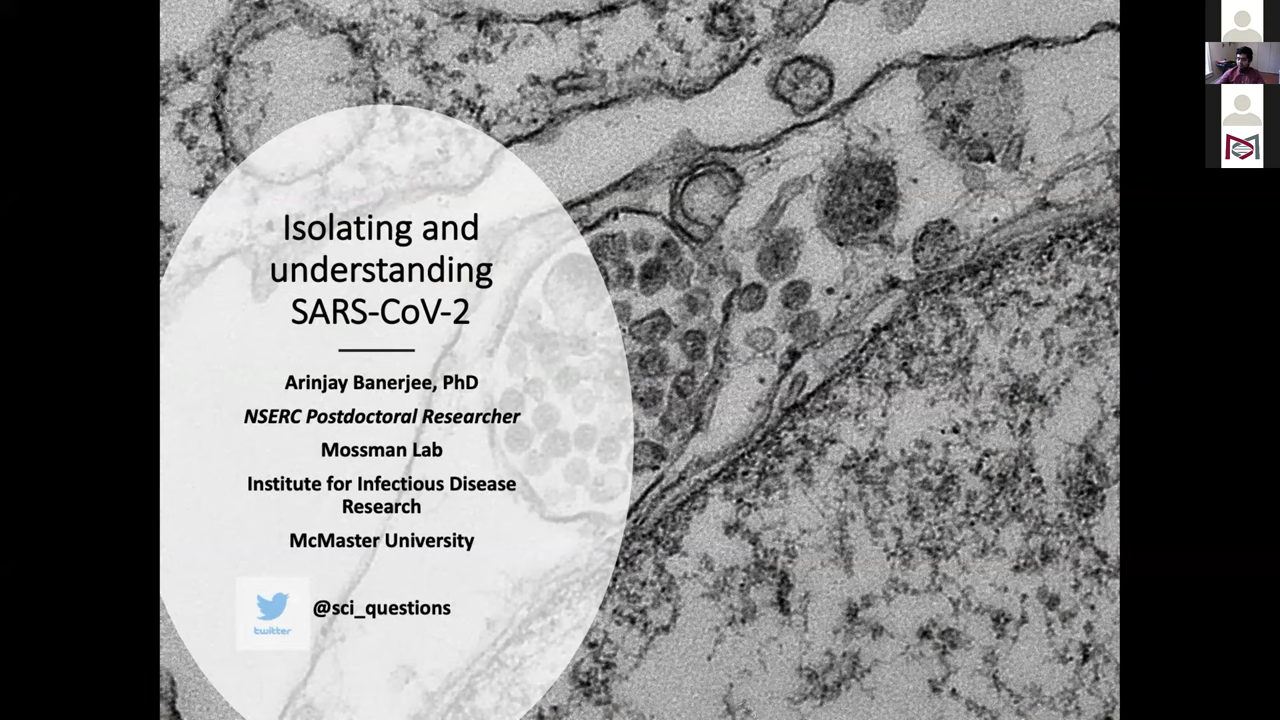 Isolating and
understanding
SARS-CoV-2
Arinjay Banerjee, PhD
NSERC Postdoctoral Researcher
Mossman Lab
Institute for Infectious Disease
Research
McMaster University
twitter
@sci_questions